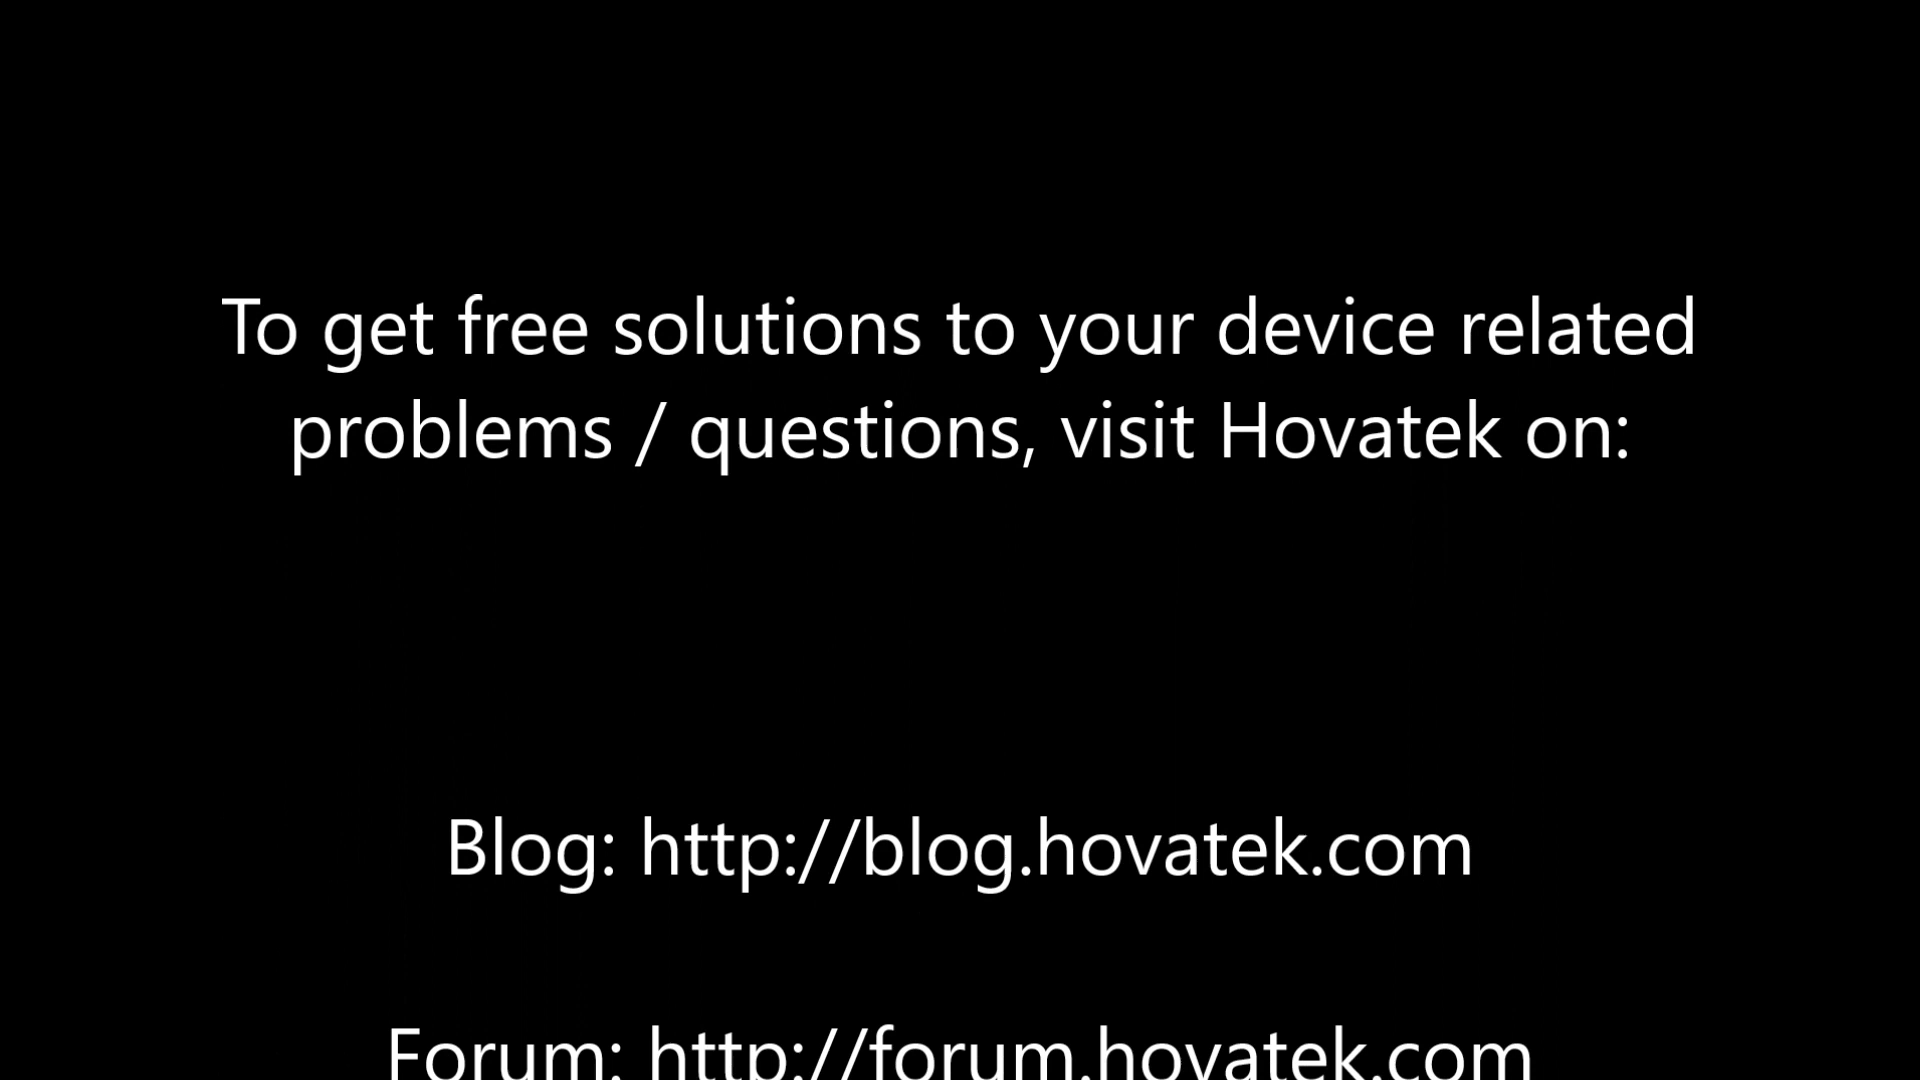 To get free solutions to your device related
problems / questions, visit Hovatek on:
Blog: http://blog.hovatek.com
Forum: http://forum.hovatek.com